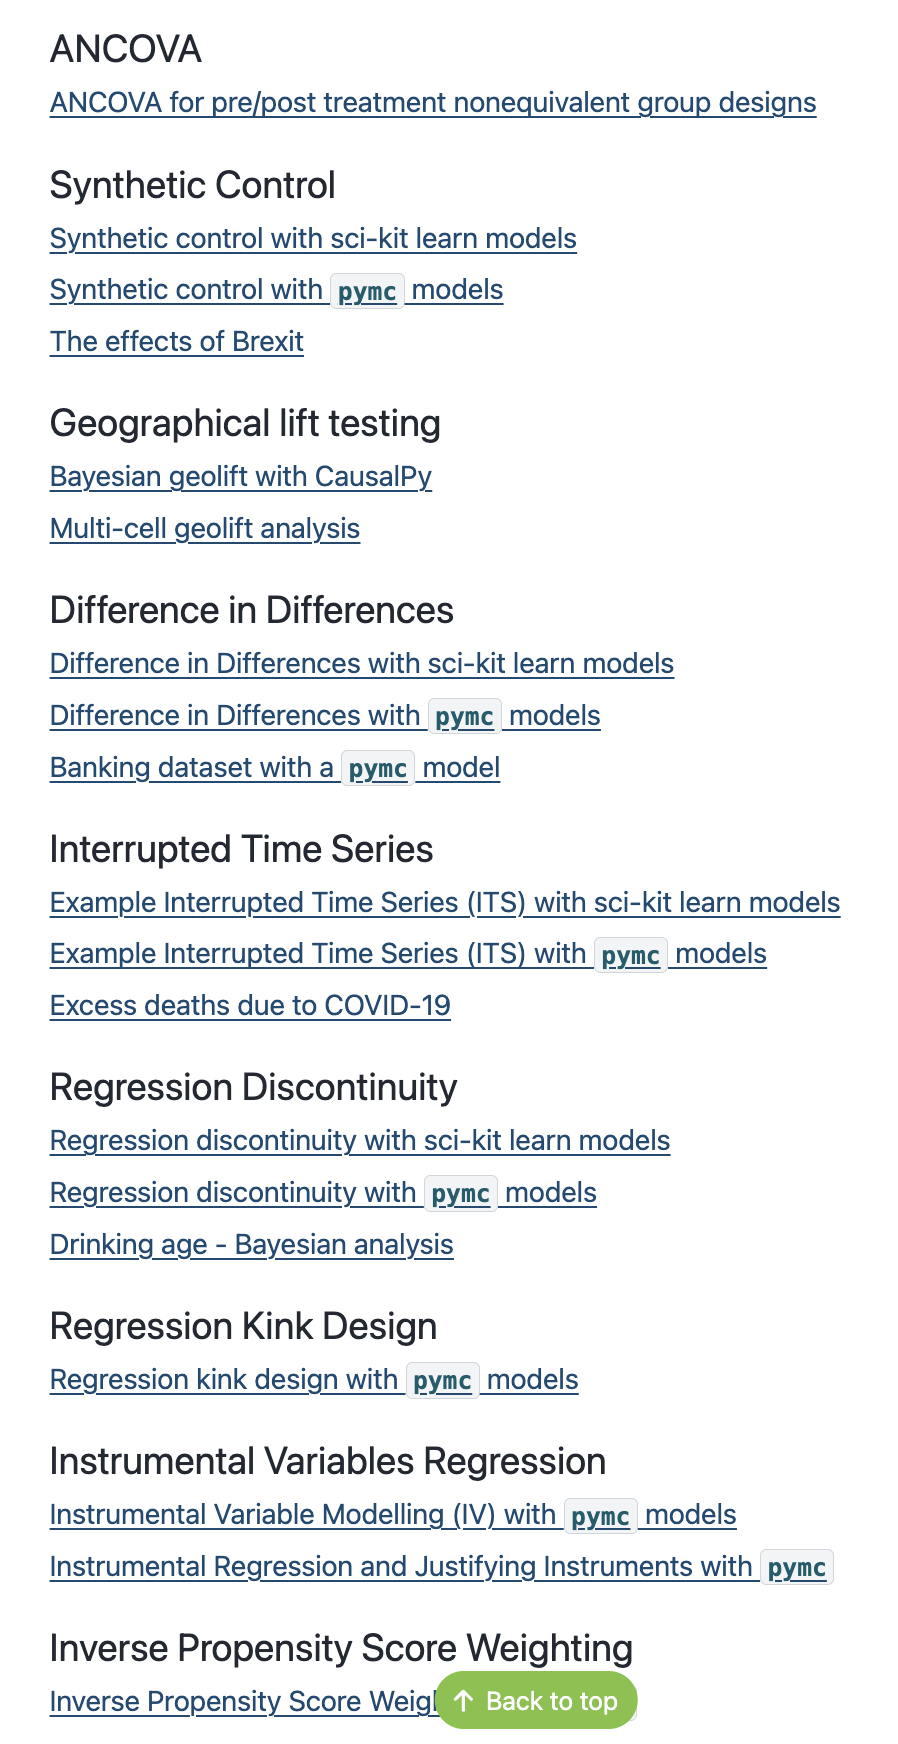 ANCOVA
ANCOVA for pre/post treatment nonequivalent group designs
Synthetic Control
Synthetic control with sci-kit learn models
Synthetic control with pymc models
The effects of Brexit
Geographical lift testing
Bayesian geolift with CausalPy
Multi-cell geolift analysis
Difference in Differences
Difference in Differences with sci-kit learn models
Difference in Differences with pymc models
Banking dataset with a pymc model
Interrupted Time Series
Example Interrupted Time Series (ITS) with sci-kit learn models
Example Interrupted Time Series (ITS) with pymc models
Excess deaths due to COVID-19
Regression Discontinuity
Regression discontinuity with sci-kit learn models
Regression discontinuity with pymc models
Drinking age - Bayesian analysis
Regression Kink Design
Regression kink design with pymc models
Instrumental Variables Regression
Instrumental Variable Modelling (IV) with pymc models
Instrumental Regression and Justifying Instruments with pymc
Inverse Propensity Score Weighting
Inverse Propensity Score
↑ Back to top